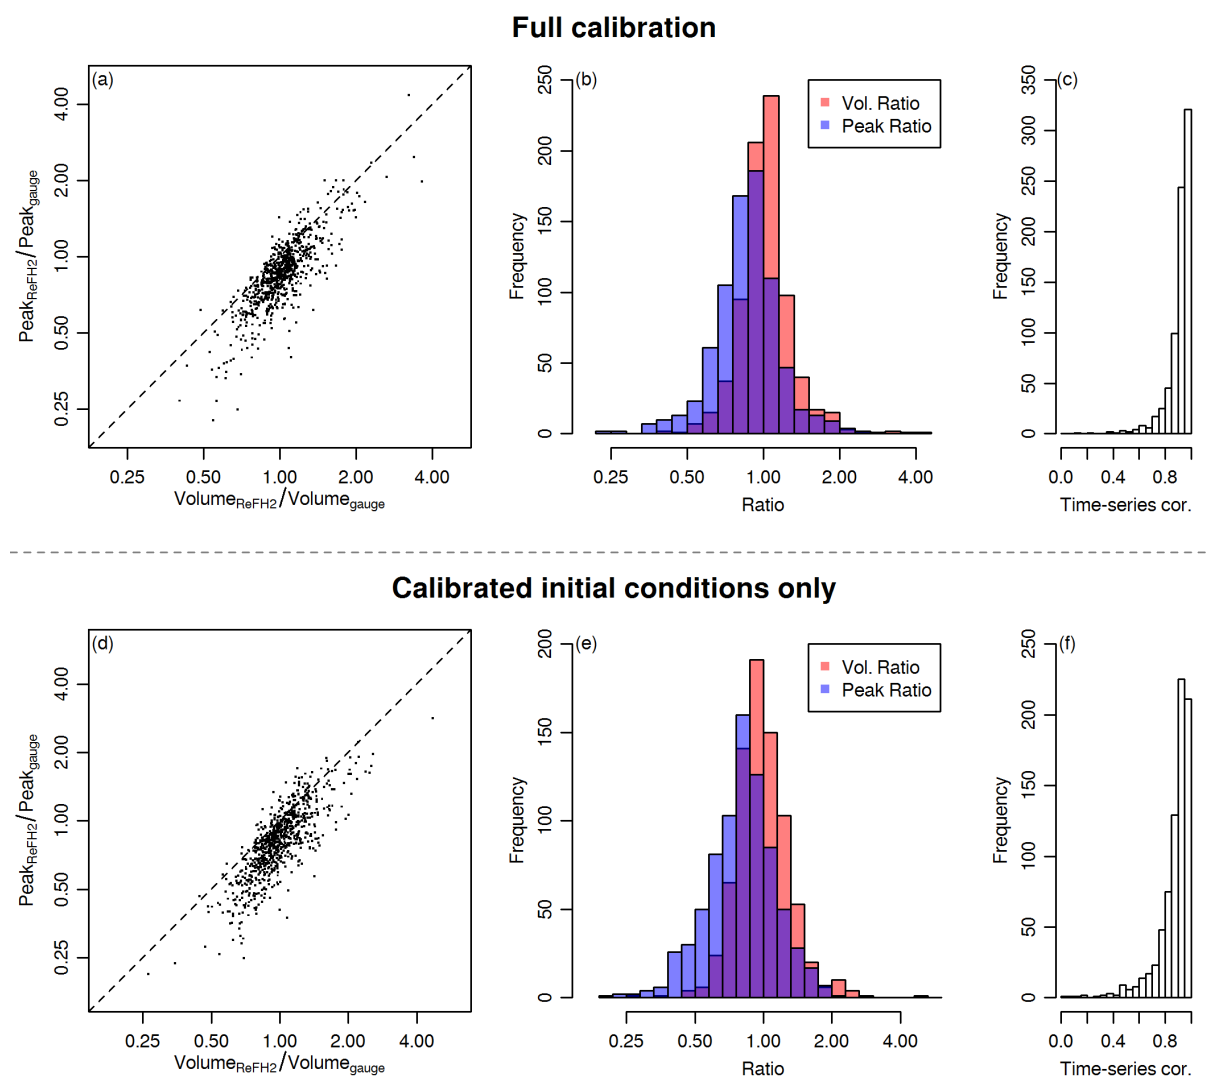 Full calibration
(a)
4.00
2.00
1.00
0.50
0.25
PeakReFH2/Peakgauge
0.25 0.50 1.00 2.00 4.00
VolumeReFH2/Volumegauge
(b)
250
200
150
100
50
0
Frequency
Vol. Ratio
Peak Ratio
0.25 0.50 1.00 2.00 4.00
Ratio
(c)
350
300
250
200
150
100
50
0
Frequency
0.0 0.4 0.8
Time-series cor.
Calibrated initial conditions only
(d)
4.00
2.00
1.00
0.50
0.25
PeakReFH2/Peakgauge
0.25 0.50 1.00 2.00 4.00
VolumeReFH2/Volumegauge
(e)
200
150
100
50
0
Frequency
Vol. Ratio
Peak Ratio
0.25 0.50 1.00 2.00 4.00
Ratio
(f)
250
200
150
100
50
0
Frequency
0.0 0.4 0.8
Time-series cor.